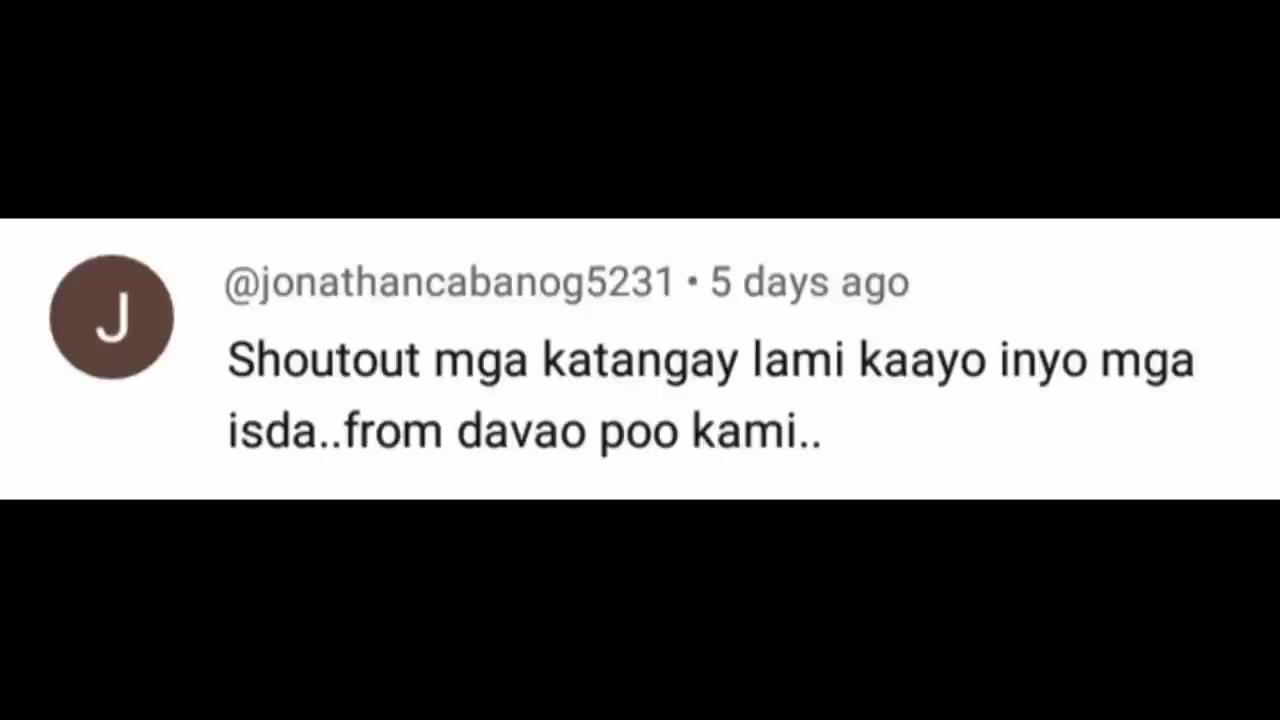 J
@jonathancabanog5231 • 5 days ago
Shoutout mga katangay lami kaayo inyo mga
isda..from davao poo kami..